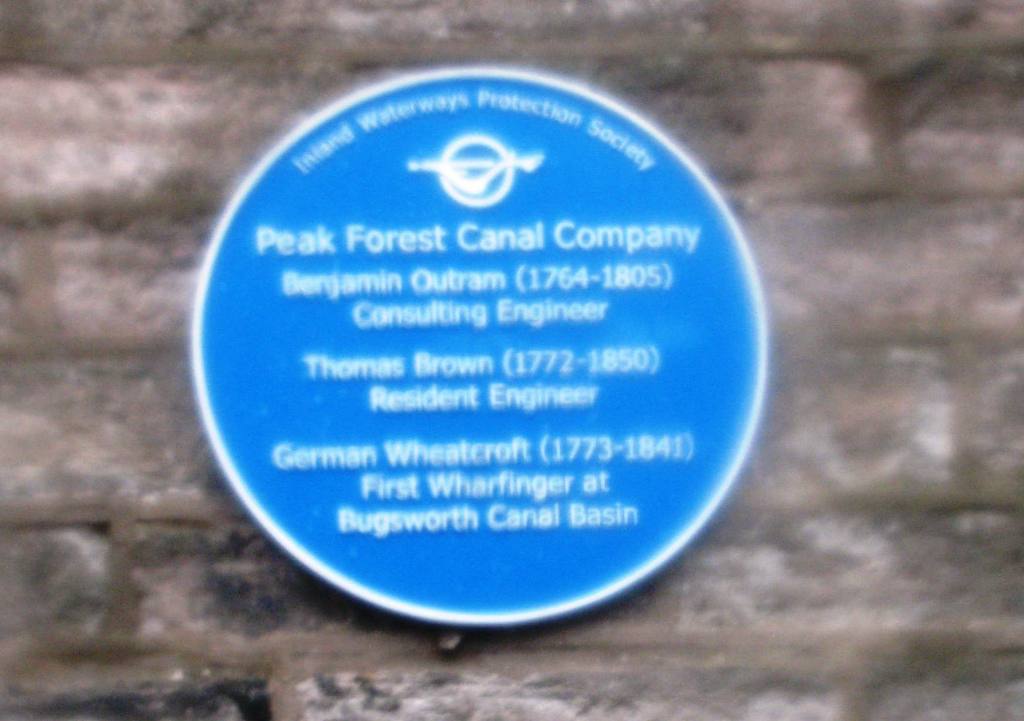 Inland Waterways Protection Society
Peak Forest Canal Company
Benjamin Outram (1764-1805)
Consulting Engineer
Thomas Brown (1772-1850)
Resident Engineer
German Wheatcroft (1773-1841)
First Wharfinger at
Bugsworth Canal Basin